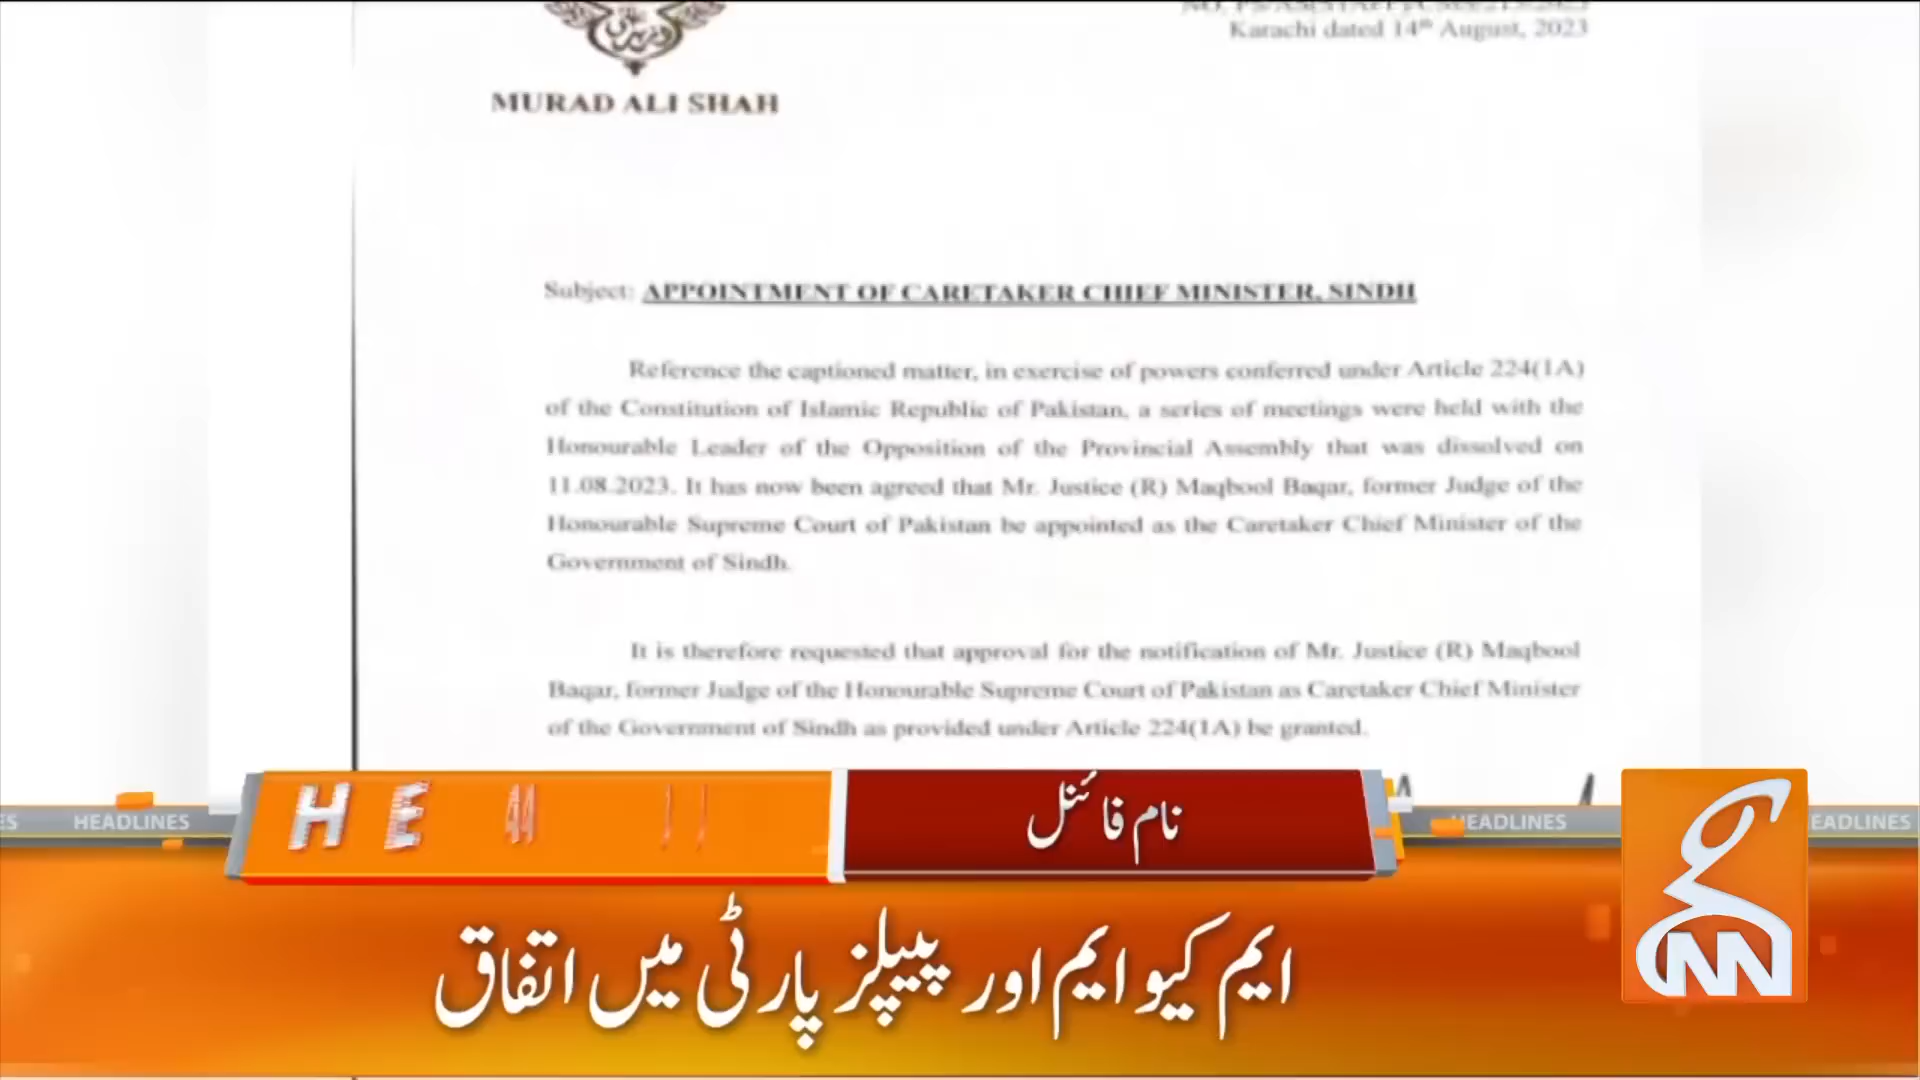 Karachi dated 14th August, 2023
MURAD ALI SHAH
Subject: APPOINTMENT OF CARETAKER CHIEF MINISTER, SINDH
Reference the captioned matter, in exercise of powers conferred under Article 224(1A)
of the Constitution of Islamic Republic of Pakistan, a series of meetings were held with the
Honourable Leader of the Opposition of the Provincial Assembly that was dissolved on
11.08.2023. It has now been agreed that Mr. Justice (R) Maqbool Baqar, former Judge of the
Honourable Supreme Court of Pakistan be appointed as the Caretaker Chief Minister of the
Government of Sindh.
It is therefore requested that approval for the notification of Mr. Justice (R) Maqbool
Baqar, former Judge of the Honourable Supreme Court of Pakistan as Caretaker Chief Minister
of the Government of Sindh as provided under Article 224(1A) be granted.
نام فائنل
HEADLINES
HEADLINES
ایم کیو ایم اور پیپلز پارٹی میں اتفاق
GNN